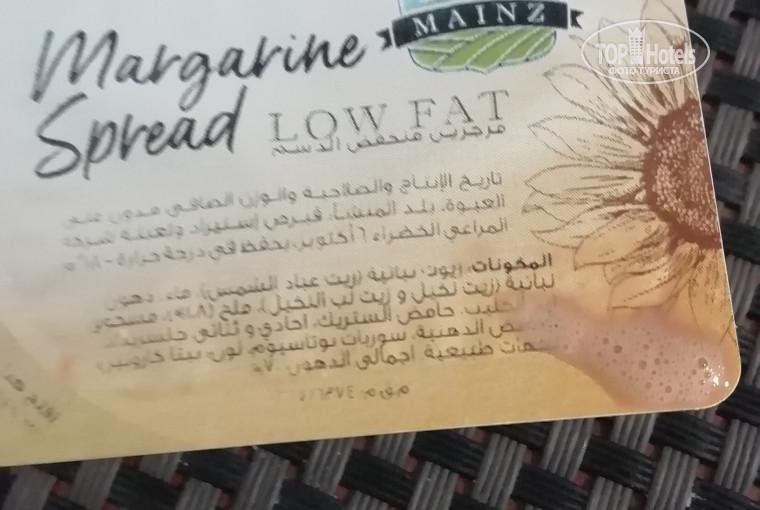 MAINZ
Margarine
Spread
LOW FAT
مرجرين منخفض الدسم
TOP Hotels
ФОТО ТУРИСТА
تاريخ الإنتاج والصلاحية والوزن الصافي مدون على
العبوة. بلد المنشأ: قبرص إستيراد وتعبئة شركة
المراعي الخضراء ٦ أكتوبر. يحفظ في درجة حرارة
المكونات: زيوت نباتية (زيت عباد الشمس)، ماء، دهون
نباتية (زيت نخيل و زيت لب النخيل)، ملح
حليب، حامض الستريك، احادي و ثنائي
الدهنية، سوربات بوتاسيوم، لون: بيتا كاروتين
طبيعية. اجمالي الدهون
م.ق.م